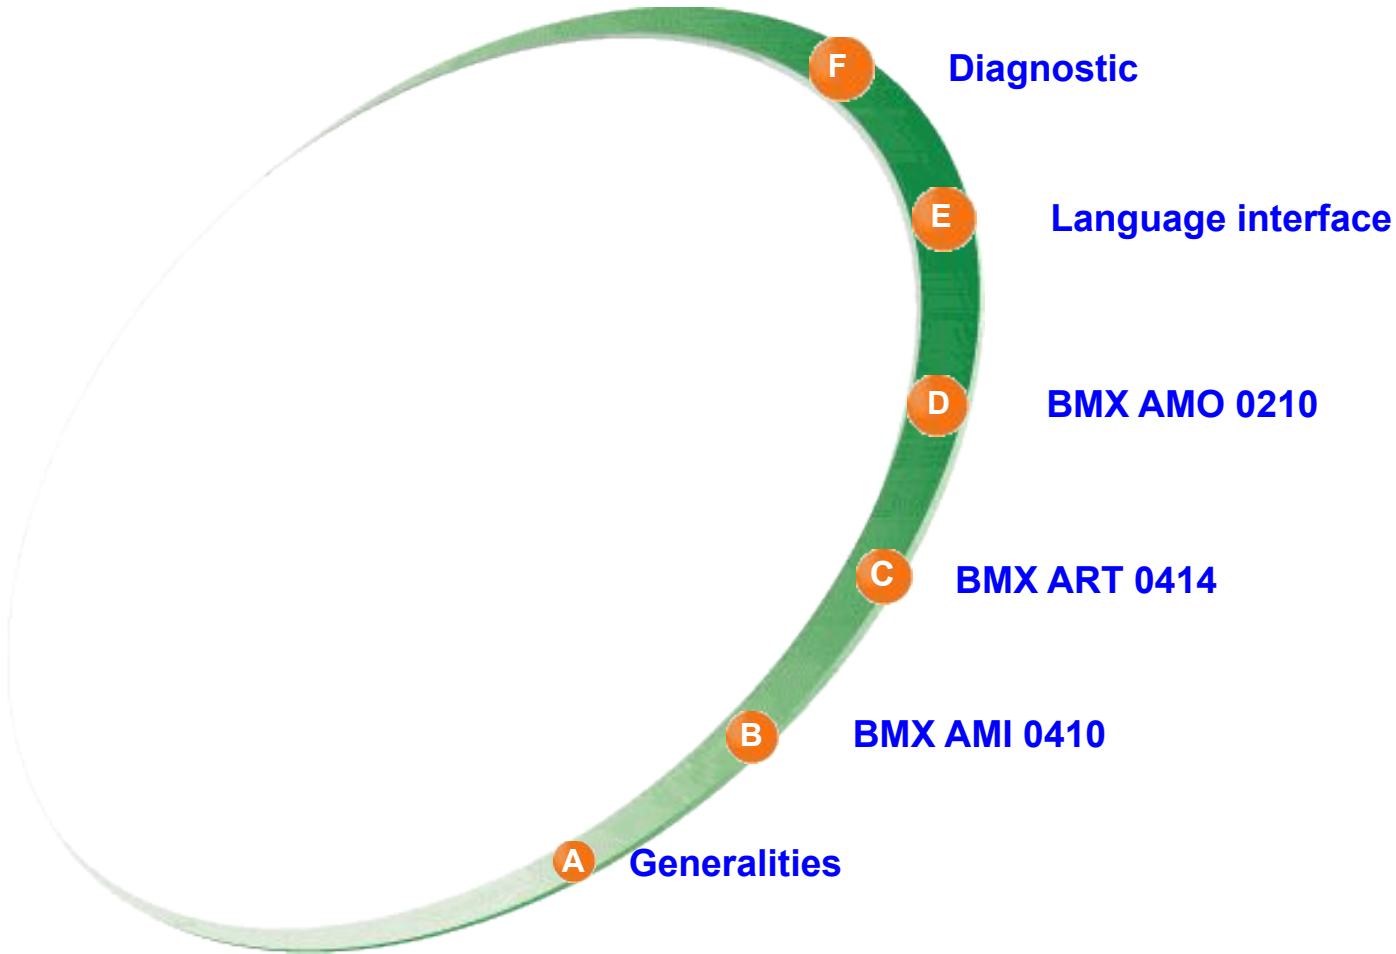 F Diagnostic
E Language interface
D BMX AMO 0210
C BMX ART 0414
B BMX AMI 0410
A Generalities